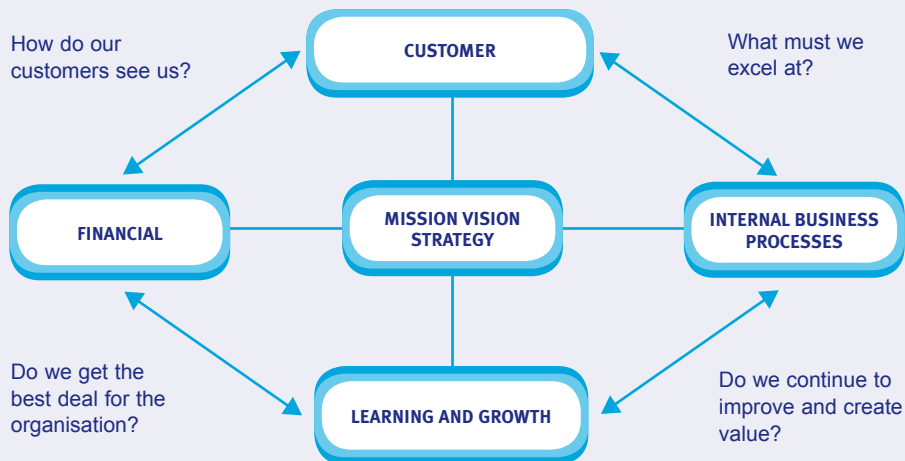 How do our
customers see us?
CUSTOMER
What must we
excel at?
FINANCIAL
MISSION VISION
STRATEGY
INTERNAL BUSINESS
PROCESSES
Do we get the
best deal for the
organisation?
LEARNING AND GROWTH
Do we continue to
improve and create
value?